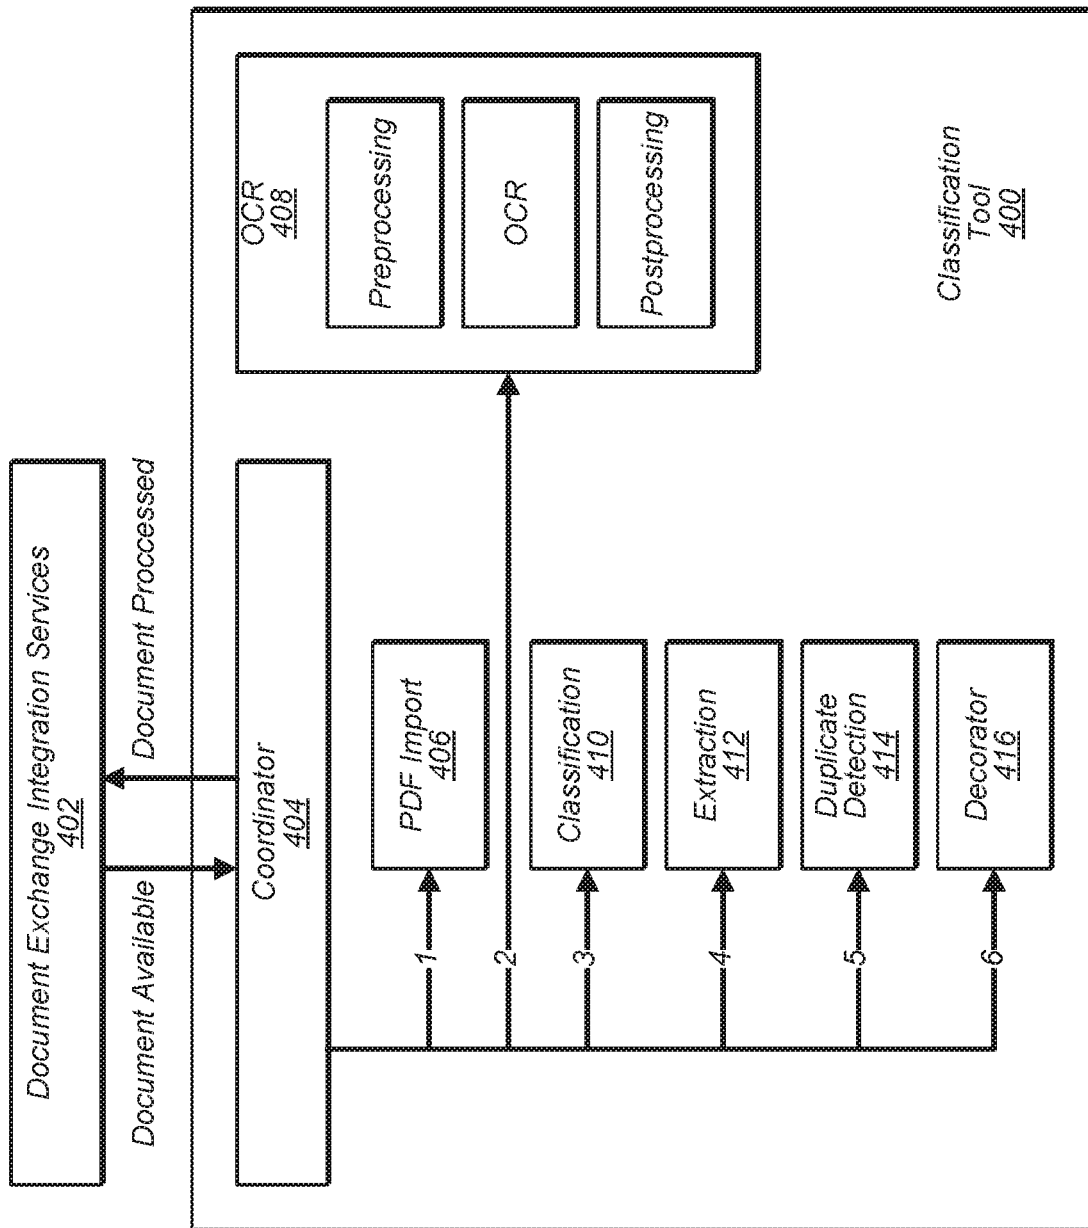 Document Exchange Integration Services
402
Document Available
Document Proccessed
Coordinator
404
OCR
408
Preprocessing
OCR
Postprocessing
1
PDF Import
406
2
3
Classification
410
4
Extraction
412
5
Duplicate
Detection
414
6
Decorator
416
Classification
Tool
400